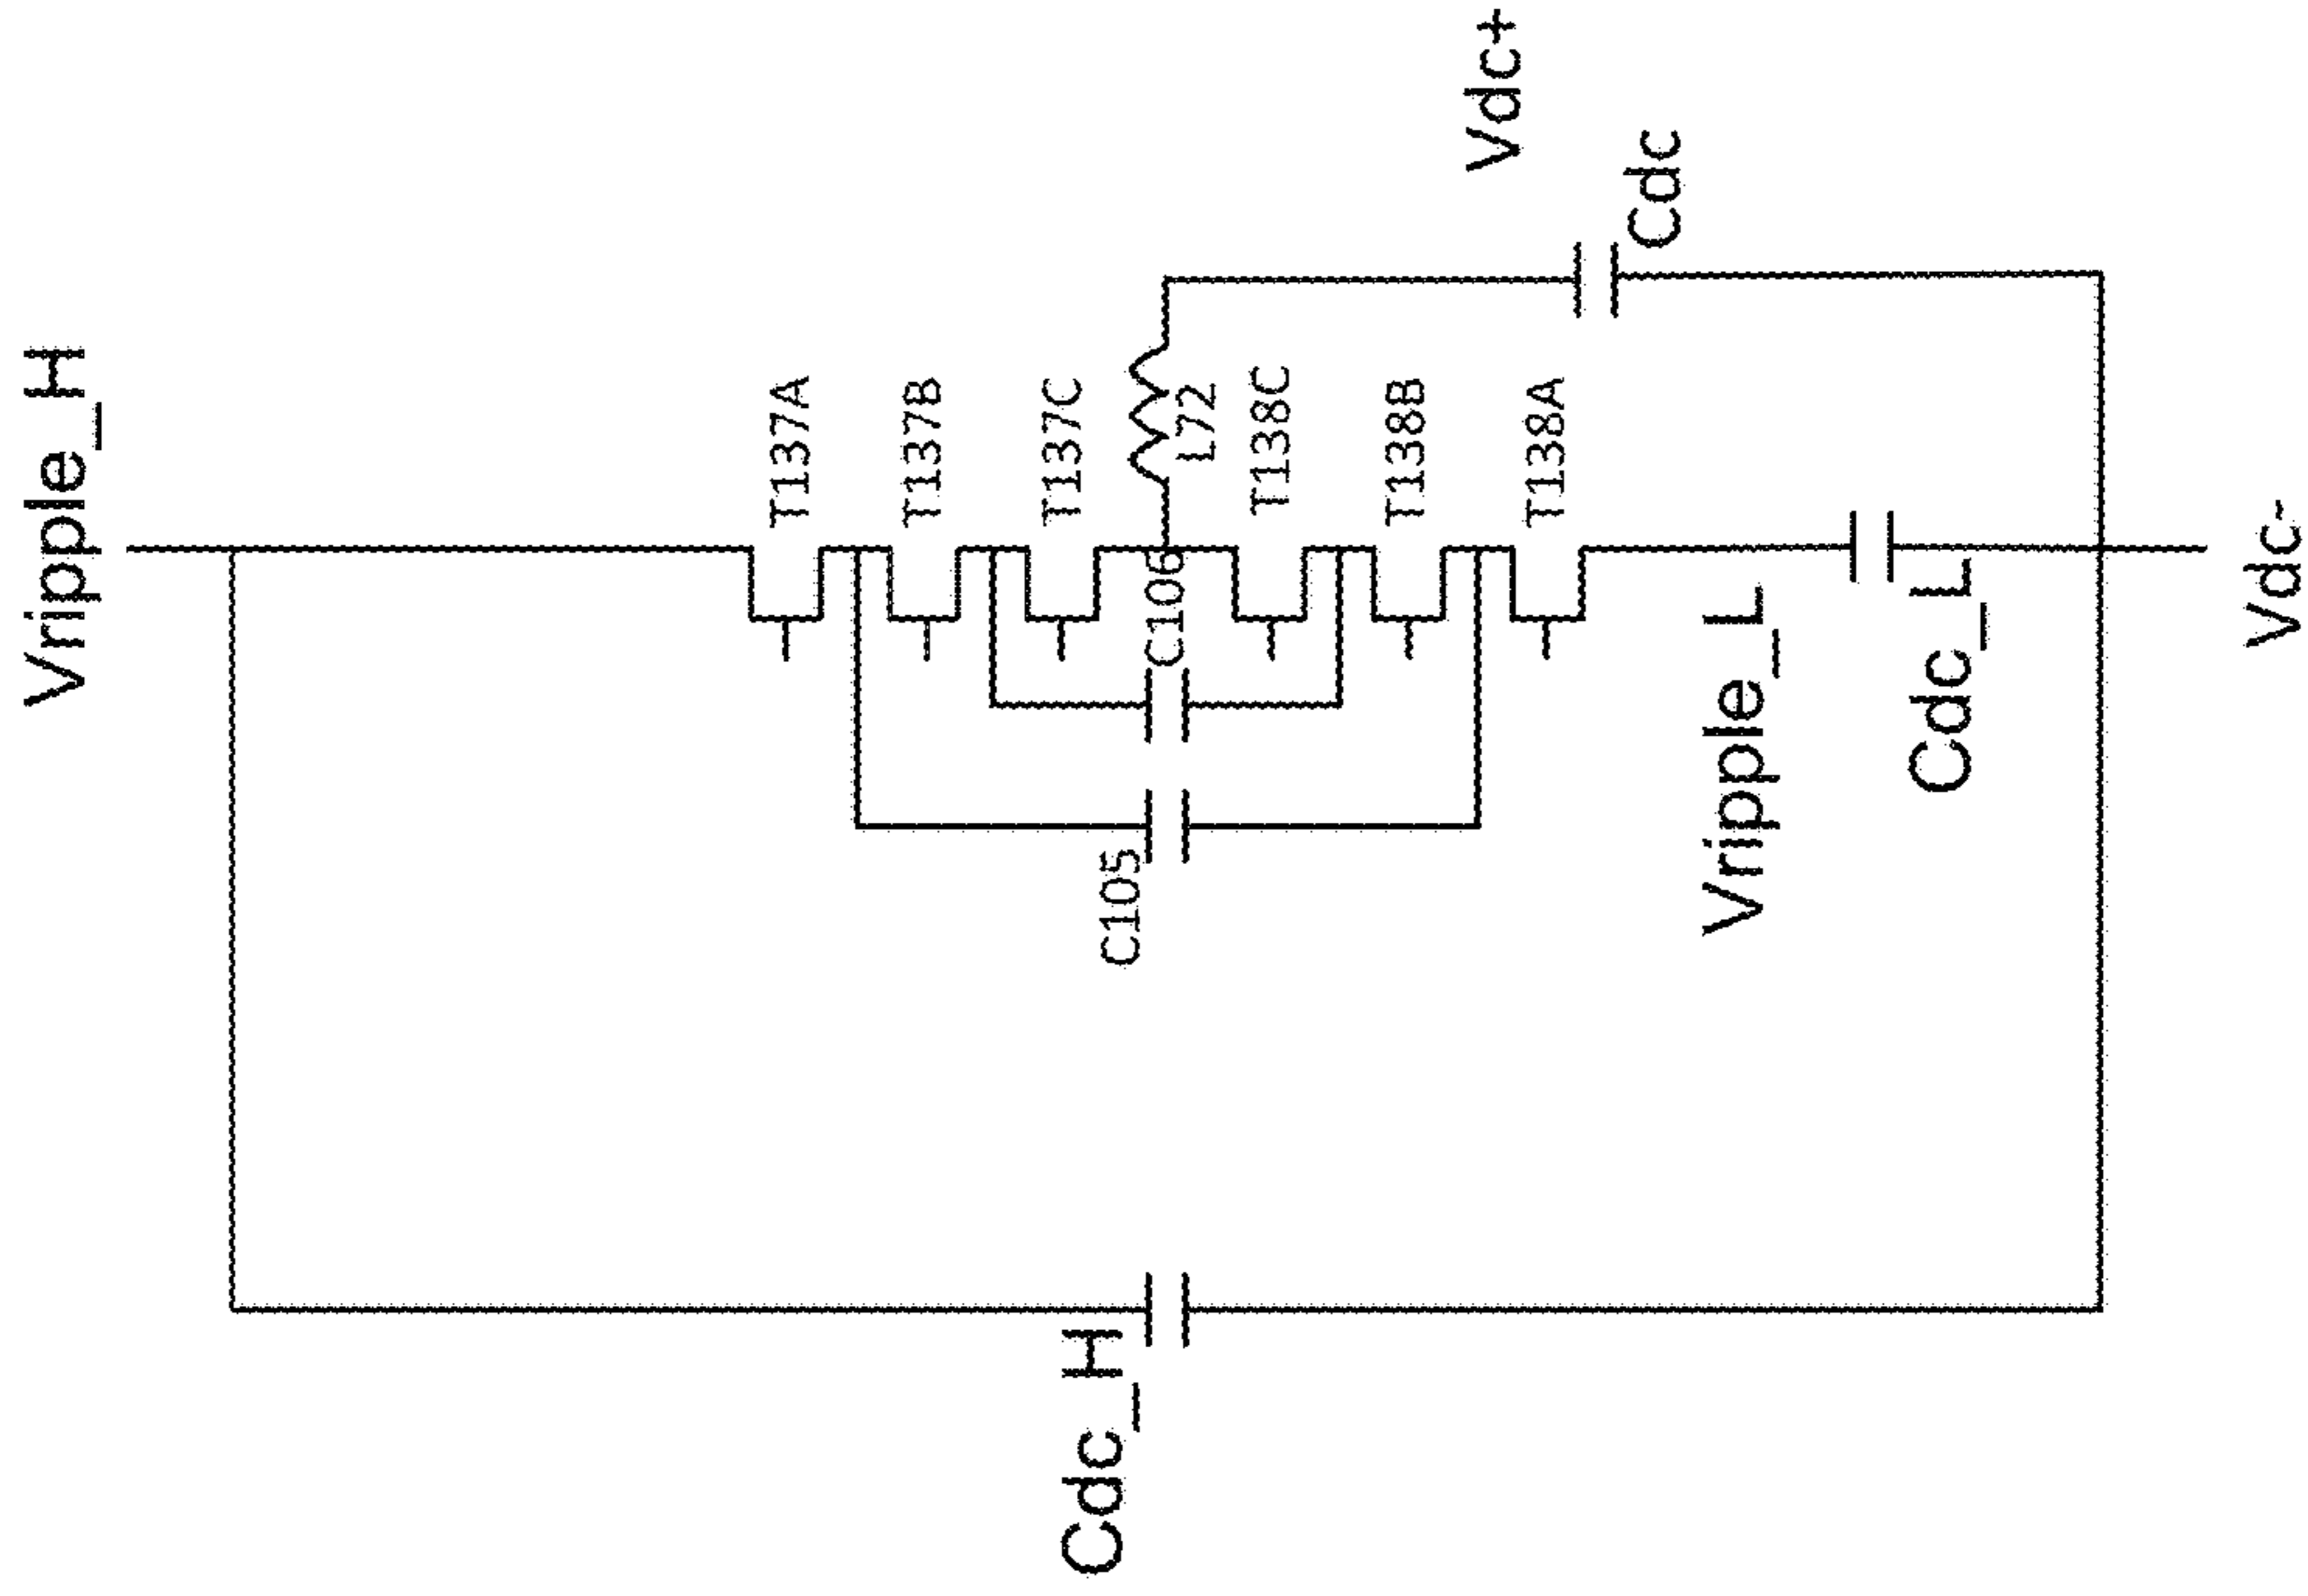 Vripple_H
T137A
T137B
T137C
C106
L72
T138C
T138B
T138A
C105
Vdc+
Cdc
Vripple_L
Cdc_L
Cdc_H
Vdc-